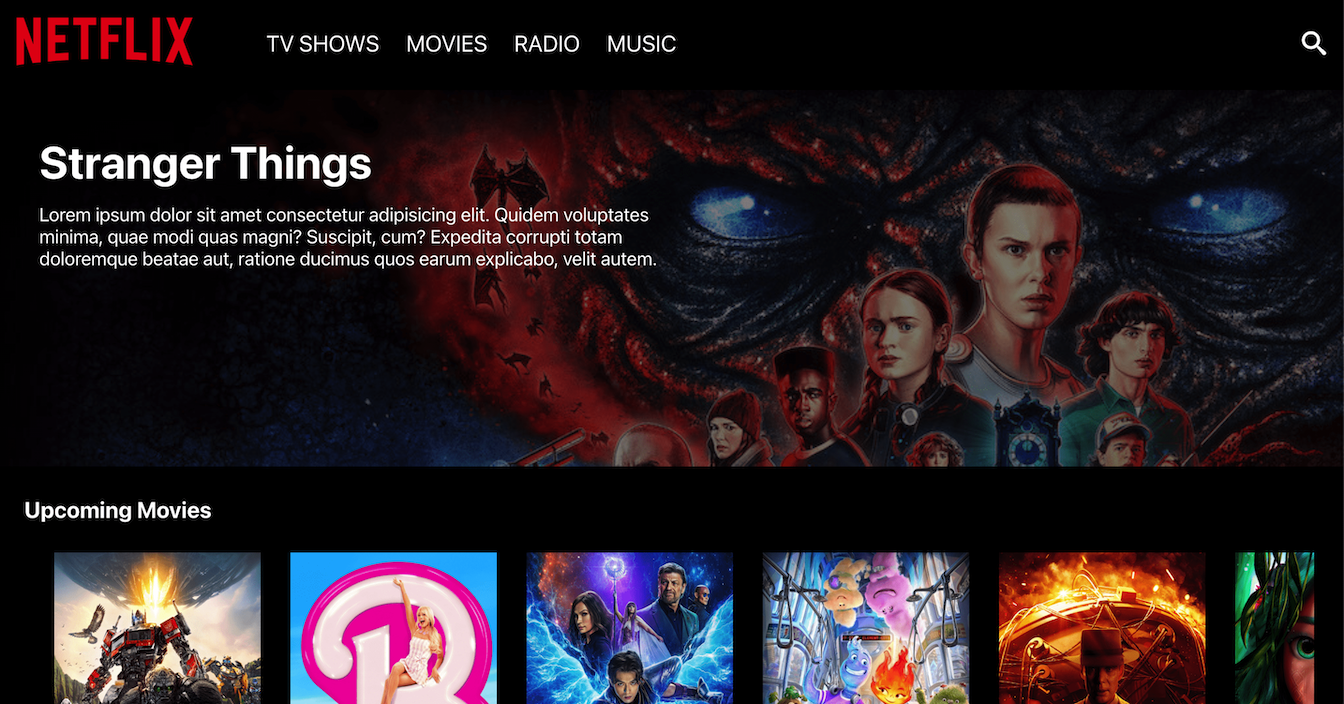 NETFLIX
TV SHOWS MOVIES RADIO MUSIC
Stranger Things
Lorem ipsum dolor sit amet consectetur adipisicing elit. Quidem voluptates
minima, quae modi quas magni? Suscipit, cum? Expedita corrupti totam
doloremque beatae aut, ratione ducimus quos earum explicabo, velit autem.
Upcoming Movies